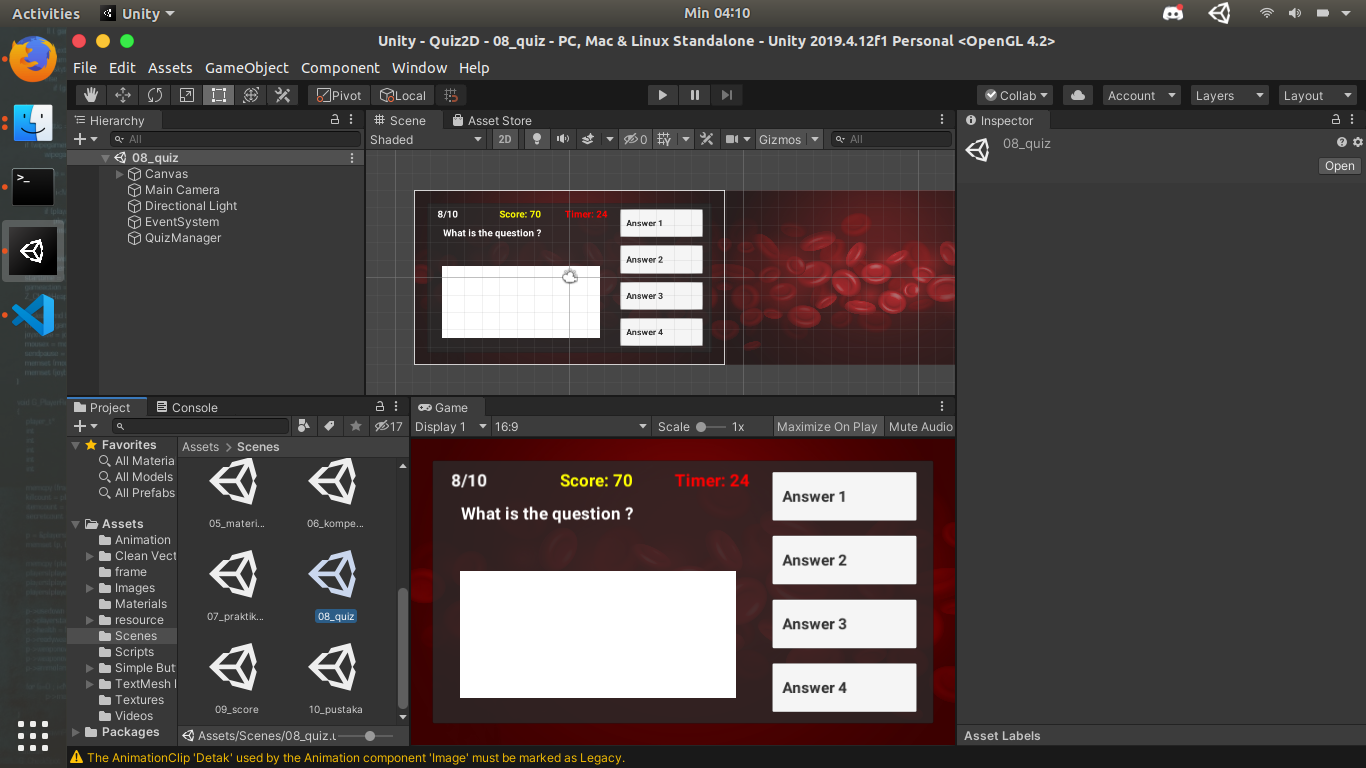 Activities Unity Min 04:10
Unity - Quiz2D - 08_quiz - PC, Mac & Linux Standalone - Unity 2019.4.12f1 Personal <OpenGL 4.2>
File Edit Assets GameObject Component Window Help
Pivot Local Collab Account Layers Layout
Hierarchy
All
08_quiz
Canvas
Main Camera
Directional Light
EventSystem
QuizManager
Scene Asset Store
Shaded 2D 0 Gizmos All
8/10 Score: 70 Timer: 24
What is the question ?
Answer 1
Answer 2
Answer 3
Answer 4
Inspector
08_quiz
Open
Project Console
17
Favorites
All Materia
All Models
All Prefabs
Assets
Animation
Clean Vect
frame
Images
Materials
resource
Scenes
Scripts
Simple But
TextMesh
Textures
Videos
Packages
Assets > Scenes
05_materi... 06_kompe...
07_praktik... 08_quiz
09_score 10_pustaka
Assets/Scenes/08_quiz.u
Game
Display 1 16:9 Scale 1x Maximize On Play Mute Audio
8/10 Score: 70 Timer: 24
What is the question ?
Answer 1
Answer 2
Answer 3
Answer 4
Asset Labels
The AnimationClip 'Detak' used by the Animation component 'Image' must be marked as Legacy.